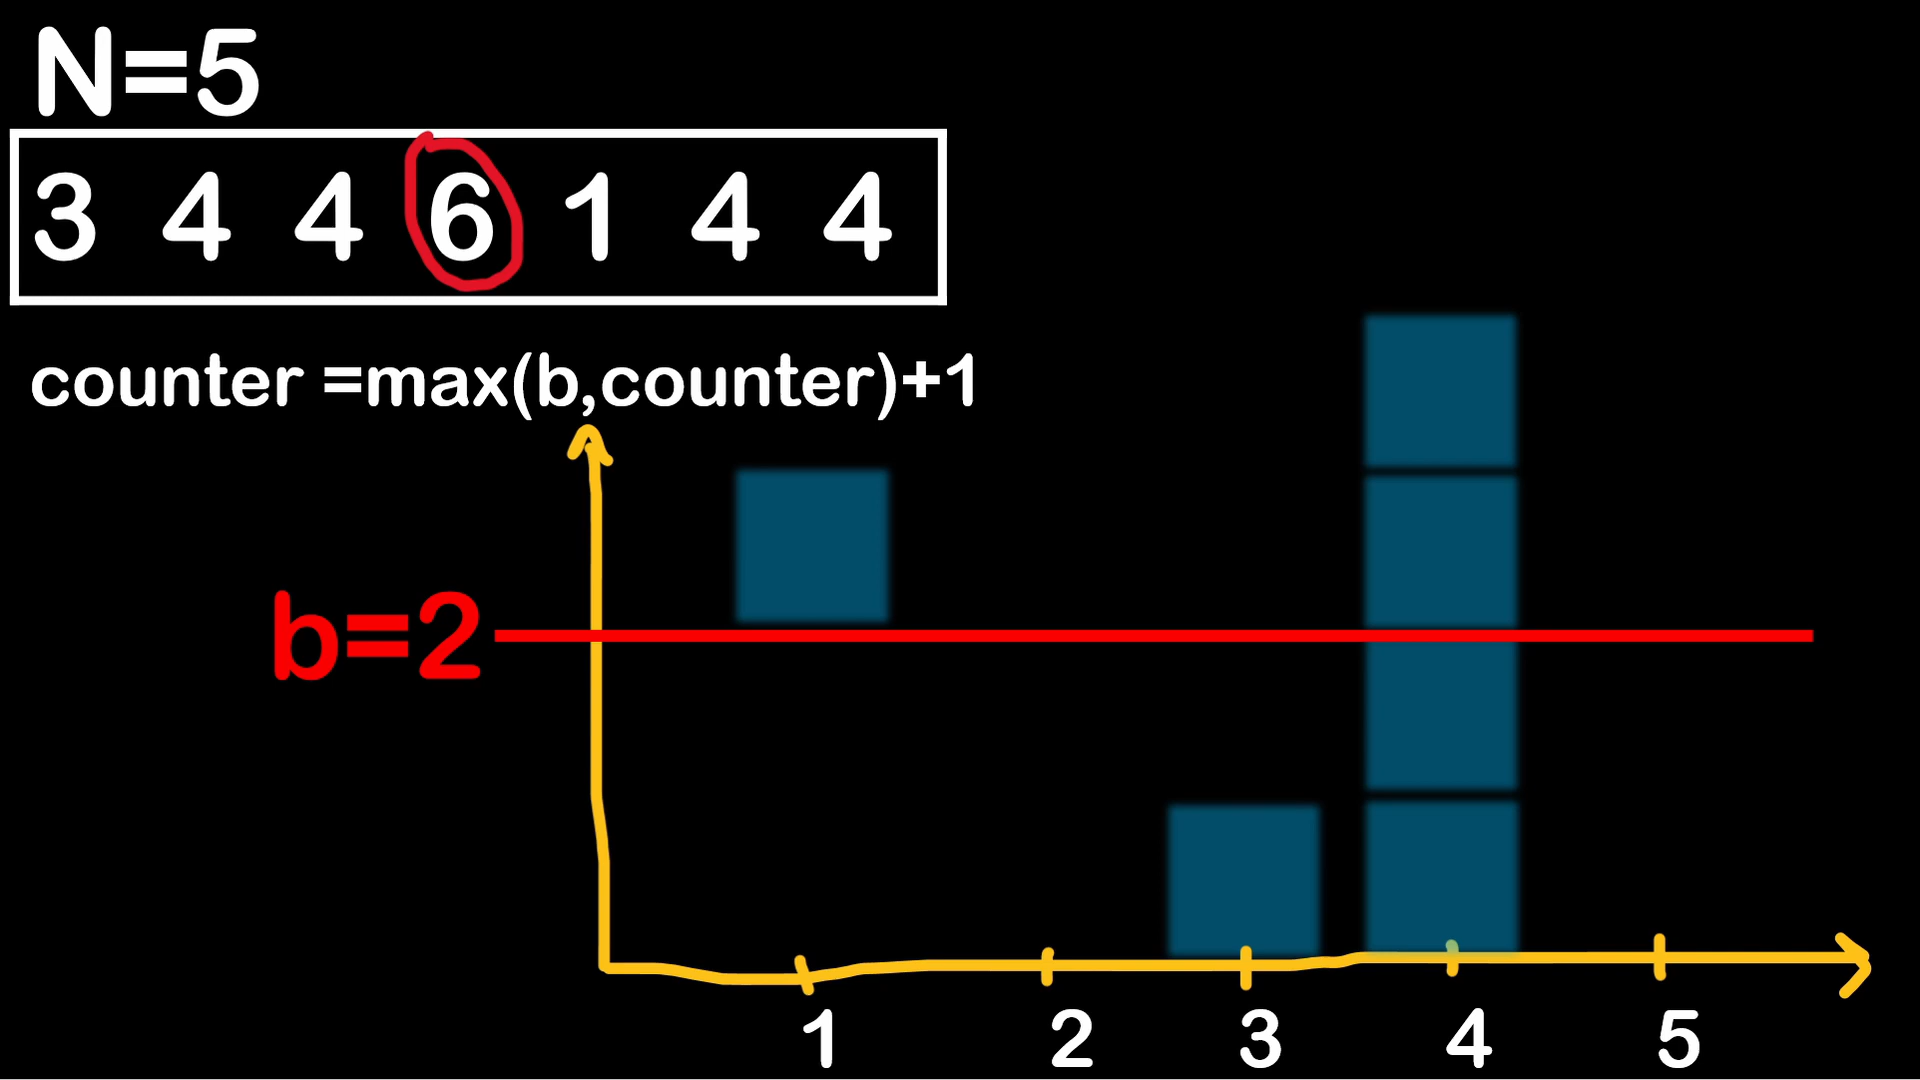 N=5
3 4 4 6 1 4 4
counter =max(b,counter)+1
b=2
1 2 3 4 5